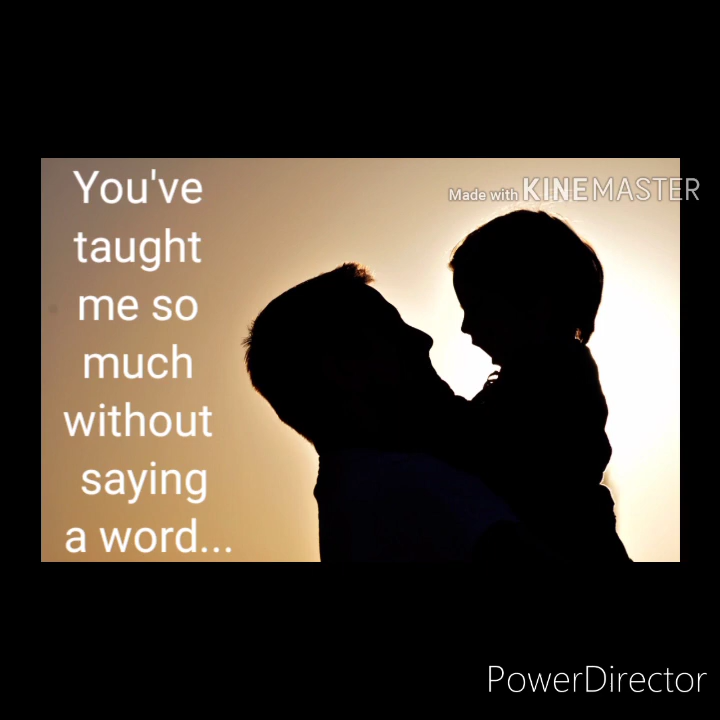 You've
taught
me so
much
without
saying
a word...
Made with KINEMASTER
PowerDirector